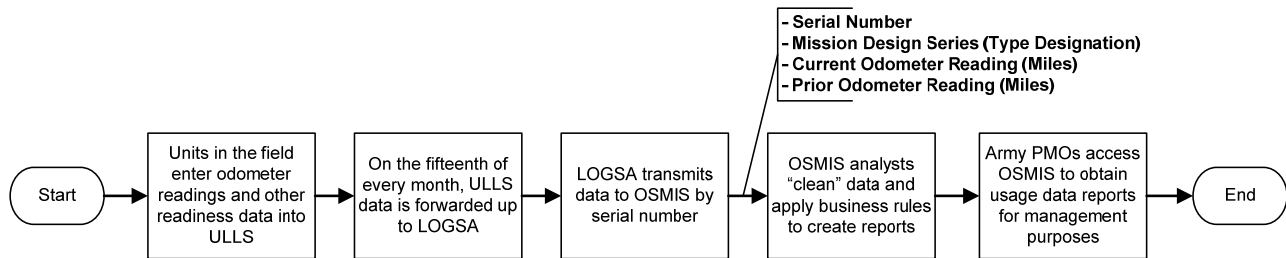 - Serial Number
- Mission Design Series (Type Designation)
- Current Odometer Reading (Miles)
- Prior Odometer Reading (Miles)
Start
Units in the field
enter odometer
readings and other
readiness data into
ULLS
On the fifteenth of
every month, ULLS
data is forwarded up
to LOGSA
LOGSA transmits
data to OSMIS by
serial number
OSMIS analysts
“clean” data and
apply business rules
to create reports
Army PMOs access
OSMIS to obtain
usage data reports
for management
purposes
End